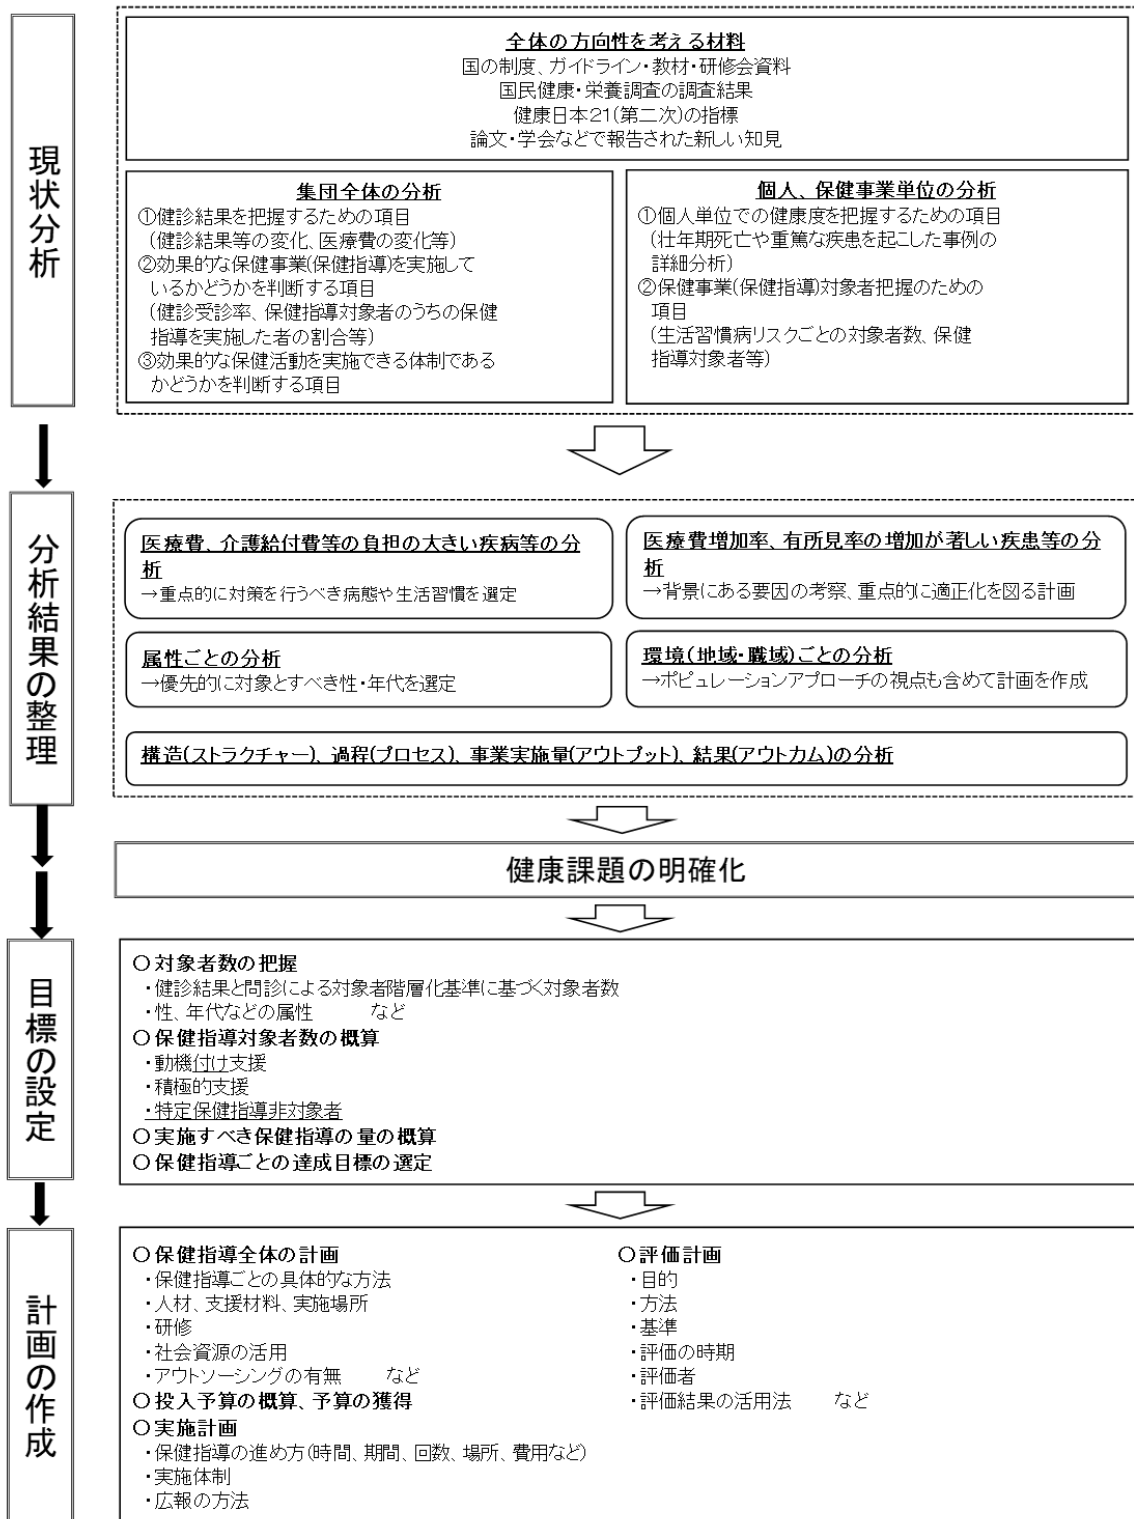 現状分析
全体の方向性を考える材料
国の制度、ガイドライン・教材・研修会資料
国民健康・栄養調査の調査結果
健康日本21(第二次)の指標
論文・学会などで報告された新しい知見
集団全体の分析
①健診結果を把握するための項目
(健診結果等の変化、医療費の変化等)
②効果的な保健事業(保健指導)を実施して
いるかどうかを判断する項目
(健診受診率、保健指導対象者のうちの保健
指導を実施した者の割合等)
③効果的な保健活動を実施できる体制である
かどうかを判断する項目
個人、保健事業単位の分析
①個人単位での健康度を把握するための項目
(壮年期死亡や重篤な疾患を起こした事例の
詳細分析)
②保健事業(保健指導)対象者把握のための
項目
(生活習慣病リスクごとの対象者数、保健
指導対象者等)
分析結果の整理
医療費、介護給付費等の負担の大きい疾病等の分
析
→重点的に対策を行うべき病態や生活習慣を選定
医療費増加率、有所見率の増加が著しい疾患等の分
析
→背景にある要因の考察、重点的に適正化を図る計画
属性ごとの分析
→優先的に対象とすべき性・年代を選定
環境(地域・職域)ごとの分析
→ポピュレーションアプローチの視点も含めて計画を作成
構造(ストラクチャー)、過程(プロセス)、事業実施量(アウトプット)、結果(アウトカム)の分析
健康課題の明確化
目標の設定
○対象者数の把握
・健診結果と問診による対象者階層化基準に基づく対象者数
・性、年代などの属性 など
○保健指導対象者数の概算
・動機付け支援
・積極的支援
・特定保健指導非対象者
○実施すべき保健指導の量の概算
○保健指導ごとの達成目標の選定
計画の作成
○保健指導全体の計画
・保健指導ごとの具体的な方法
・人材、支援材料、実施場所
・研修
・社会資源の活用
・アウトソーシングの有無 など
○投入予算の概算、予算の獲得
○実施計画
・保健指導の進め方(時間、期間、回数、場所、費用など)
・実施体制
・広報の方法
○評価計画
・目的
・方法
・基準
・評価の時期
・評価者
・評価結果の活用法 など